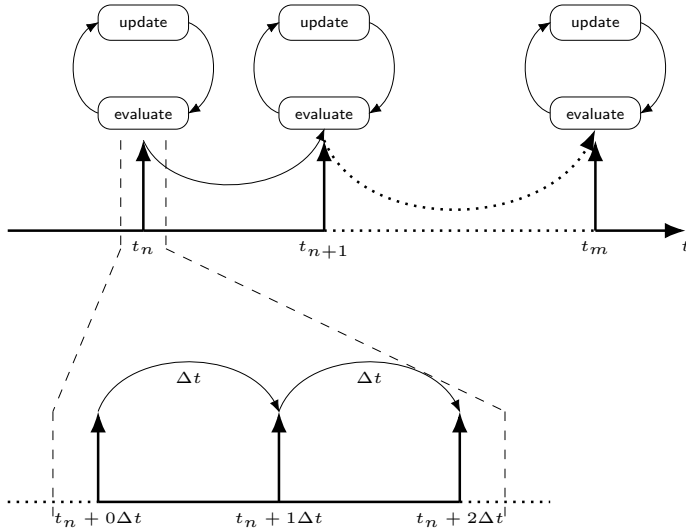 update update update
evaluate evaluate evaluate
t_n t_{n+1} t_m t
Δt Δt
t_n + 0Δt t_n + 1Δt t_n + 2Δt